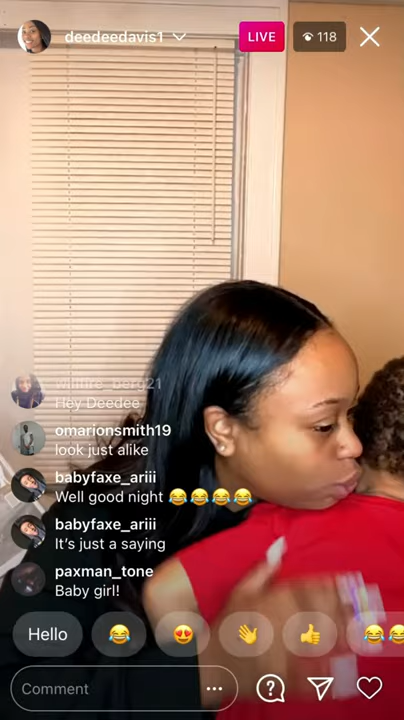 deedeedavis1
LIVE
118
Hey Deedee
omarionsmith19
look just alike
babyfaxe_ariii
Well good night 😂😂😂😂
babyfaxe_ariii
It's just a saying
paxman_tone
Baby girl!
Hello
Comment